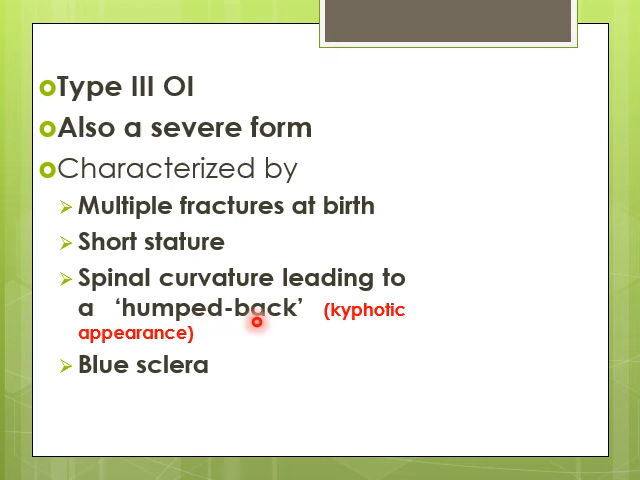 Type III OI
Also a severe form
Characterized by
Multiple fractures at birth
Short stature
Spinal curvature leading to
a ‘humped-back’ (kyphotic
appearance)
Blue sclera